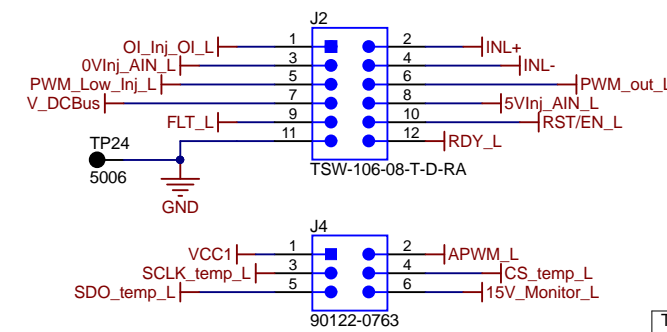 J2
OI_Inj_OI_L 1 2 INL+
0VInj_AIN_L 3 4 INL-
PWM_Low_Inj_L 5 6 PWM_out_L
V_DCBus 7 8 5VInj_AIN_L
FLT_L 9 10 RST/EN_L
TP24 11 12 RDY_L
5006
TSW-106-08-T-D-RA
GND
J4
VCC1 1 2 APWM_L
SCLK_temp_L 3 4 CS_temp_L
SDO_temp_L 5 6 15V_Monitor_L
90122-0763